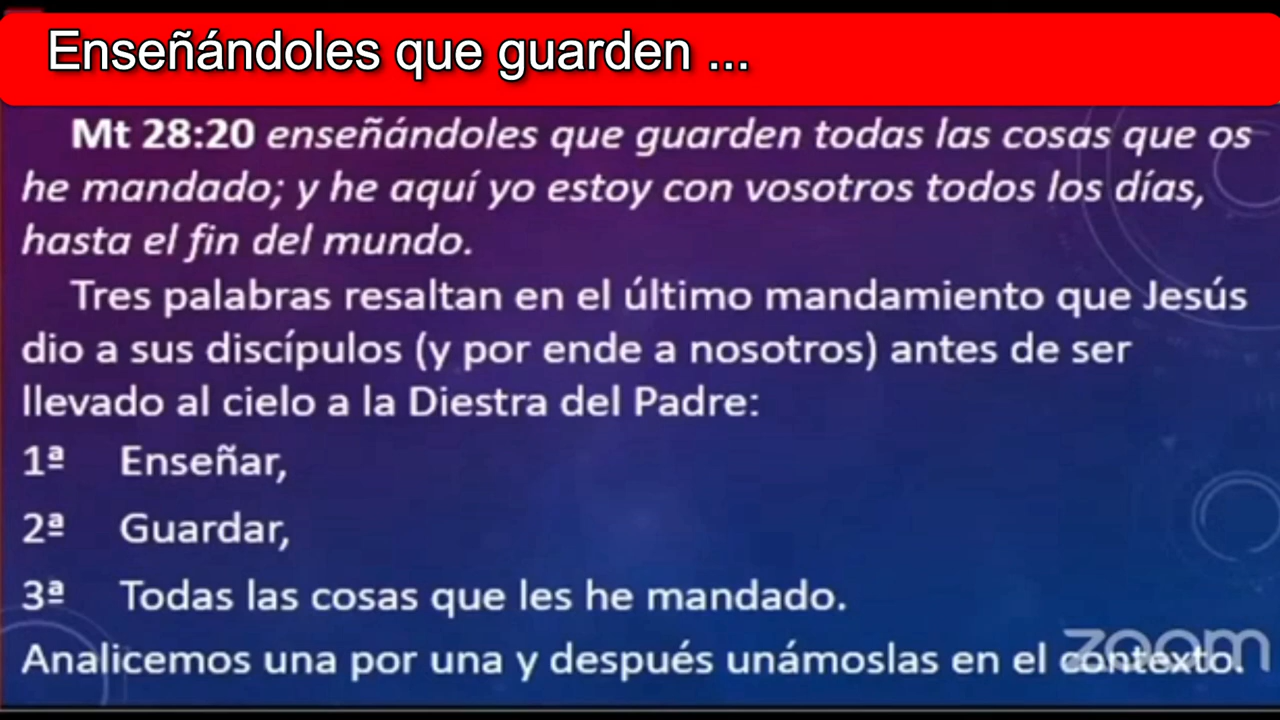 Enseñándoles que guarden ...
Mt 28:20 enseñándoles que guarden todas las cosas que os
he mandado; y he aquí yo estoy con vosotros todos los días,
hasta el fin del mundo.
Tres palabras resaltan en el último mandamiento que Jesús
dio a sus discípulos (y por ende a nosotros) antes de ser
llevado al cielo a la Diestra del Padre:
1ª Enseñar,
2ª Guardar,
3ª Todas las cosas que les he mandado.
Analicemos una por una y después unámoslas en el contexto.
zoom